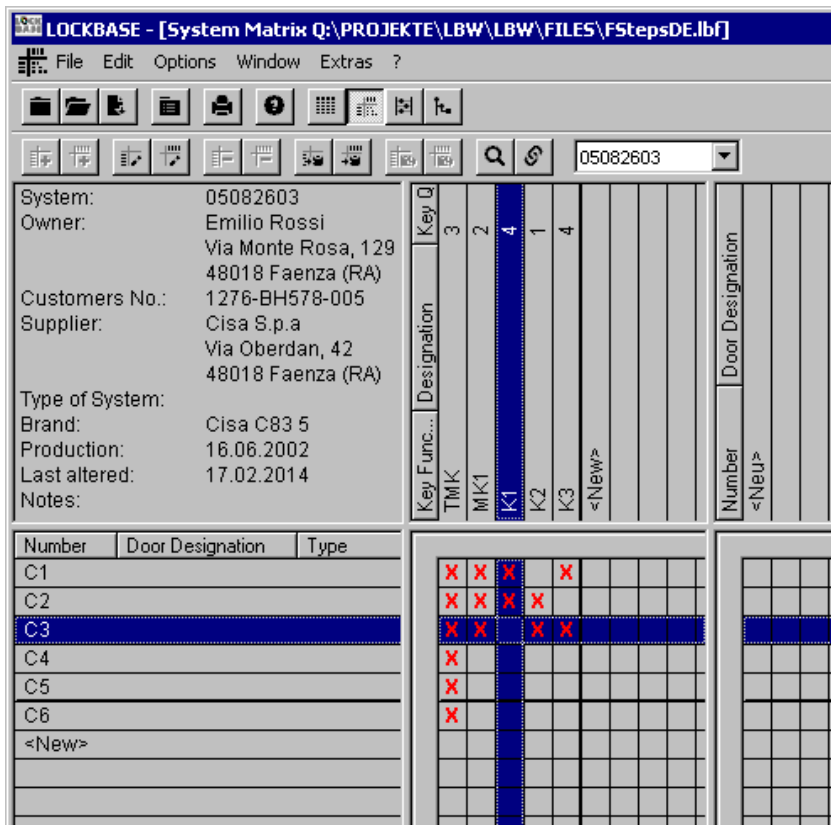 LOCKBASE - [System Matrix Q:\PROJEKTE\LBW\LBW\FILES\FStepsDE.lbf]
File Edit Options Window Extras ?
05082603
System: 05082603
Owner: Emilio Rossi
Via Monte Rosa, 129
48018 Faenza (RA)
Customers No.: 1276-BH578-005
Supplier: Cisa S.p.a
Via Oberdan, 42
48018 Faenza (RA)
Type of System:
Brand: Cisa C83 5
Production: 16.06.2002
Last altered: 17.02.2014
Notes:
Key Func... Designation Key Q
TMK 3
MK1 2
K1 4
K2 1
K3 4
<New>
Number Door Designation
<Neu>
Number Door Designation Type
C1 X X X X
C2 X X X X
C3 X X X X
C4 X
C5 X
C6 X
<New>